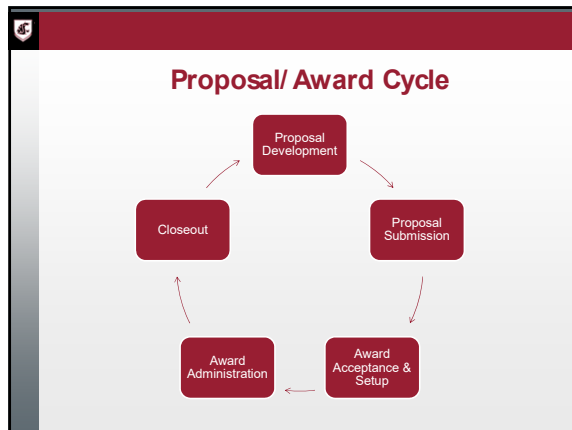 Proposal/ Award Cycle
Proposal
Development
Proposal
Submission
Award
Acceptance &
Setup
Award
Administration
Closeout